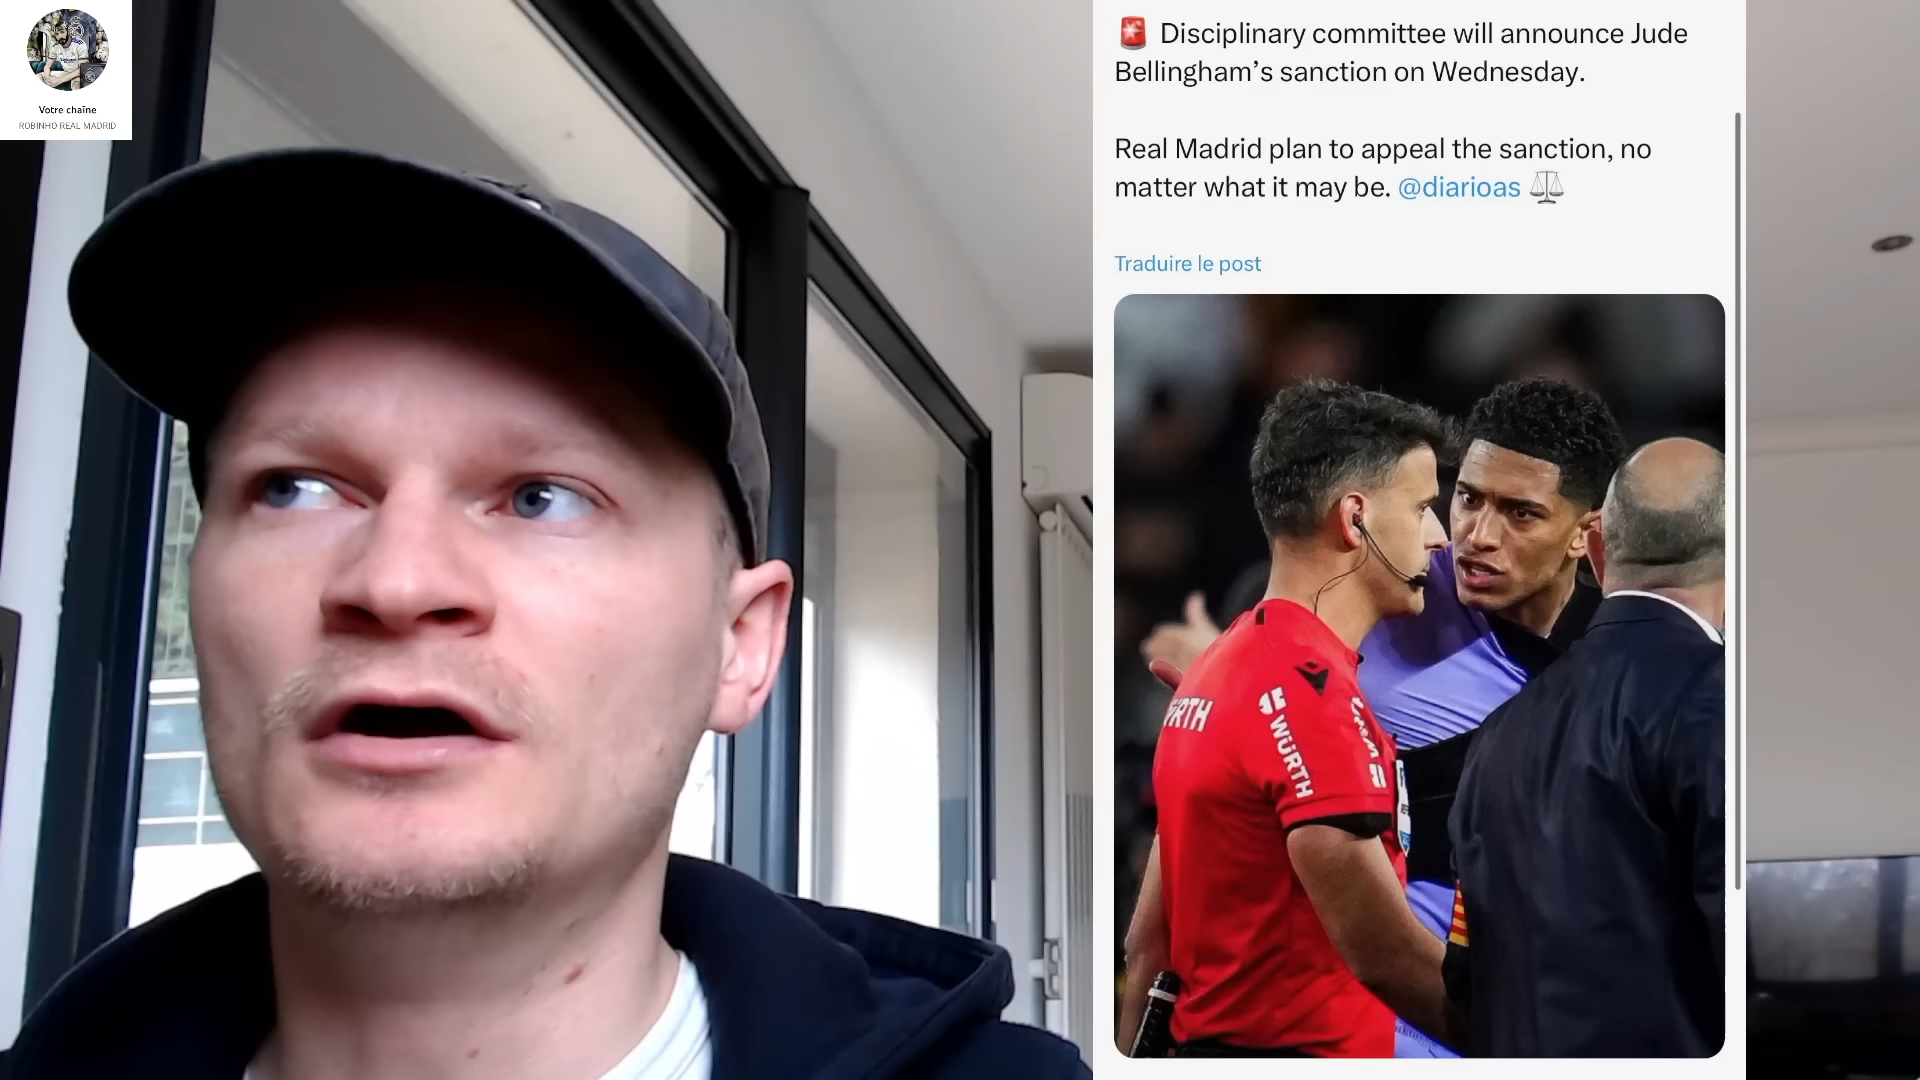 Votre chaîne
ROBINHO REAL MADRID
🚨 Disciplinary committee will announce Jude
Bellingham’s sanction on Wednesday.
Real Madrid plan to appeal the sanction, no
matter what it may be. @diarioas ⚖️
Traduire le post
WÜRTH